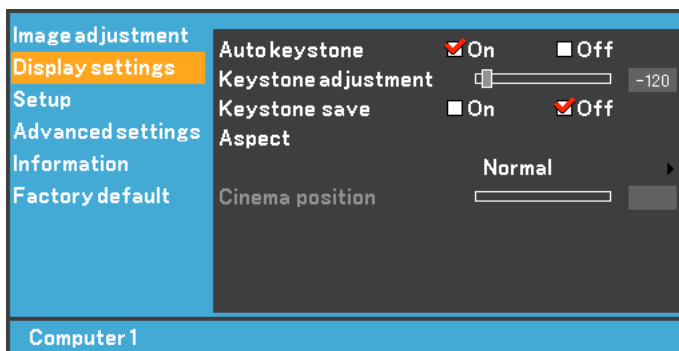 Image adjustment
Display settings
Setup
Advanced settings
Information
Factory default
Auto keystone On Off
Keystone adjustment -120
Keystone save On Off
Aspect
Normal
Cinema position
Computer 1